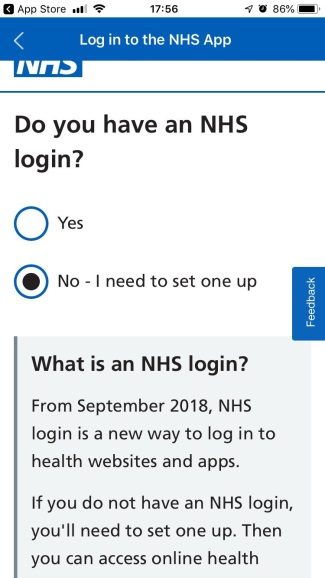 App Store 17:56 86%
Log in to the NHS App
NHS
Do you have an NHS
login?
Yes
No - I need to set one up
Feedback
What is an NHS login?
From September 2018, NHS
login is a new way to log in to
health websites and apps.
If you do not have an NHS login,
you'll need to set one up. Then
you can access online health